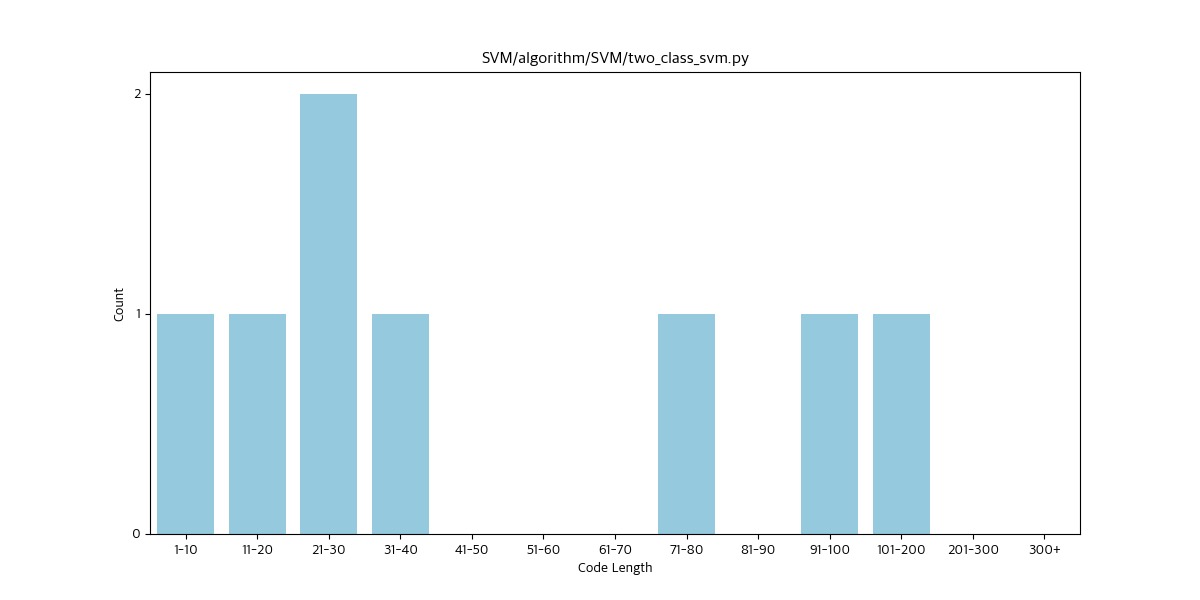 SVM/algorithm/SVM/two_class_svm.py
2
1
0
Count
1-10 11-20 21-30 31-40 41-50 51-60 61-70 71-80 81-90 91-100 101-200 201-300 300+
Code Length